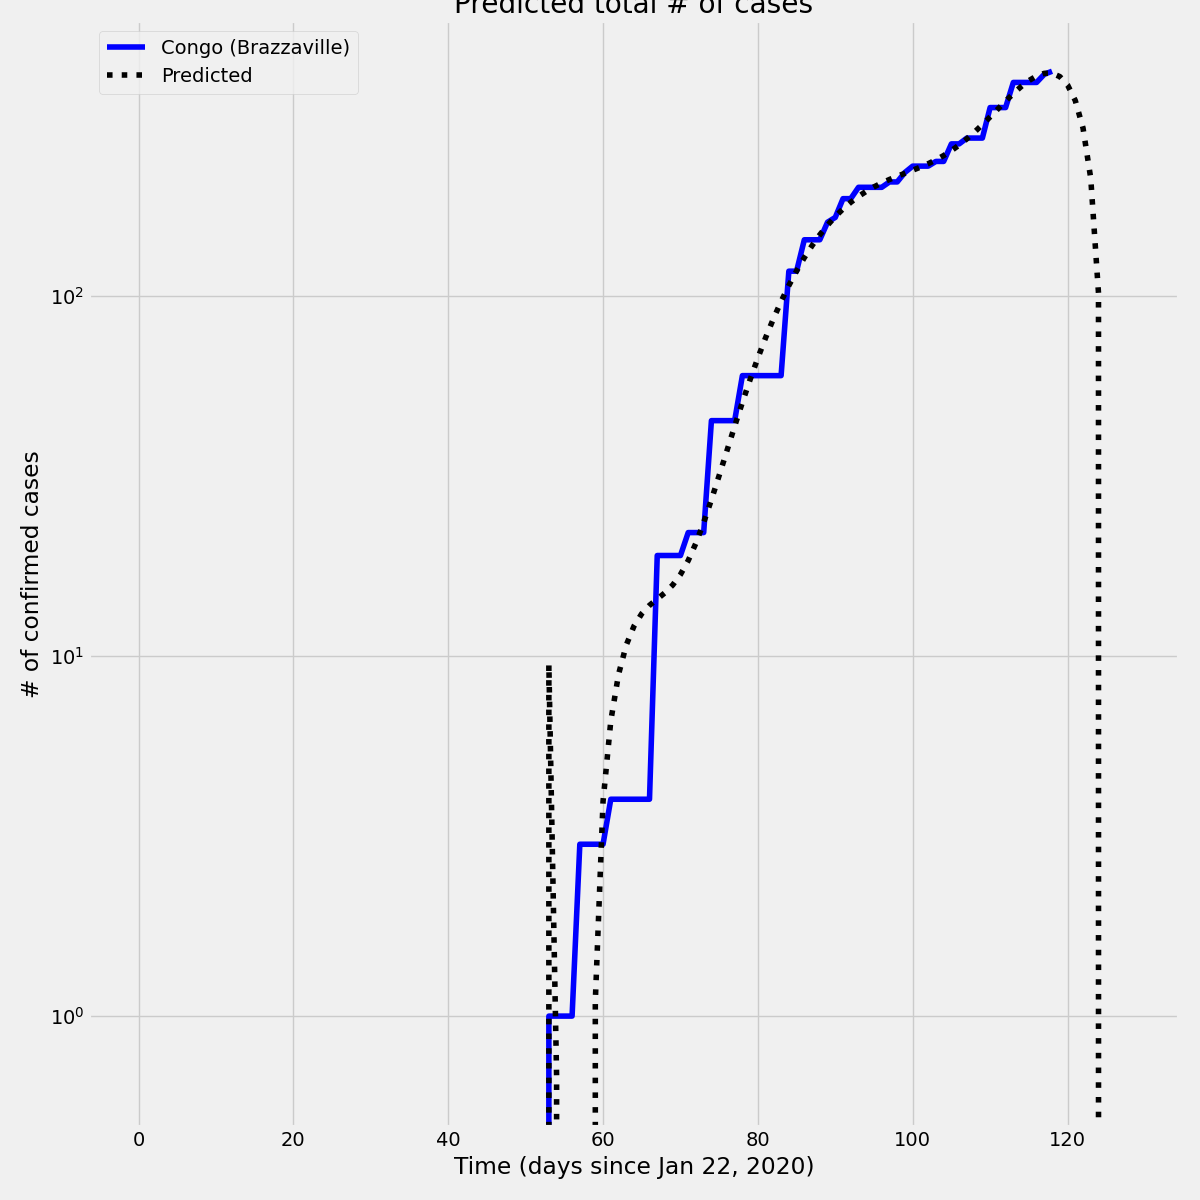 Predicted total # of cases
Congo (Brazzaville)
Predicted
# of confirmed cases
10²
10¹
10⁰
0 20 40 60 80 100 120
Time (days since Jan 22, 2020)